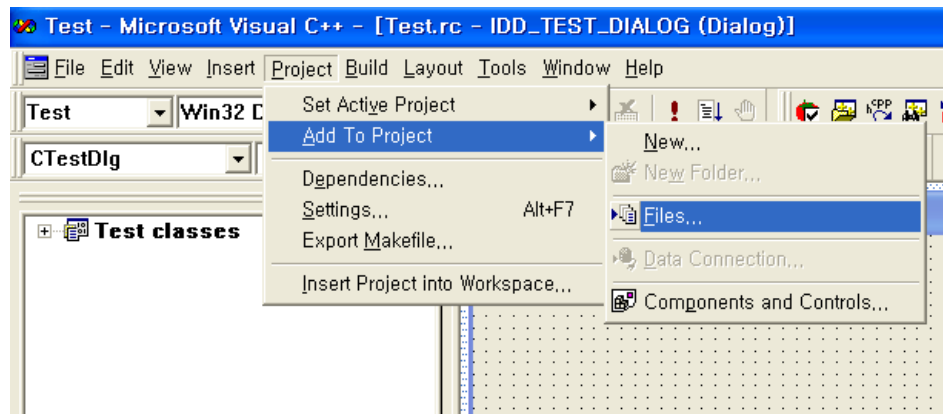 Test - Microsoft Visual C++ - [Test.rc - IDD_TEST_DIALOG (Dialog)]
File Edit View Insert Project Build Layout Tools Window Help
Test Win32 D
Set Active Project
Add To Project
CTestDlg
Dependencies...
Settings... Alt+F7
Export Makefile...
Insert Project into Workspace...
New...
New Folder...
Files...
Data Connection...
Components and Controls...
Test classes